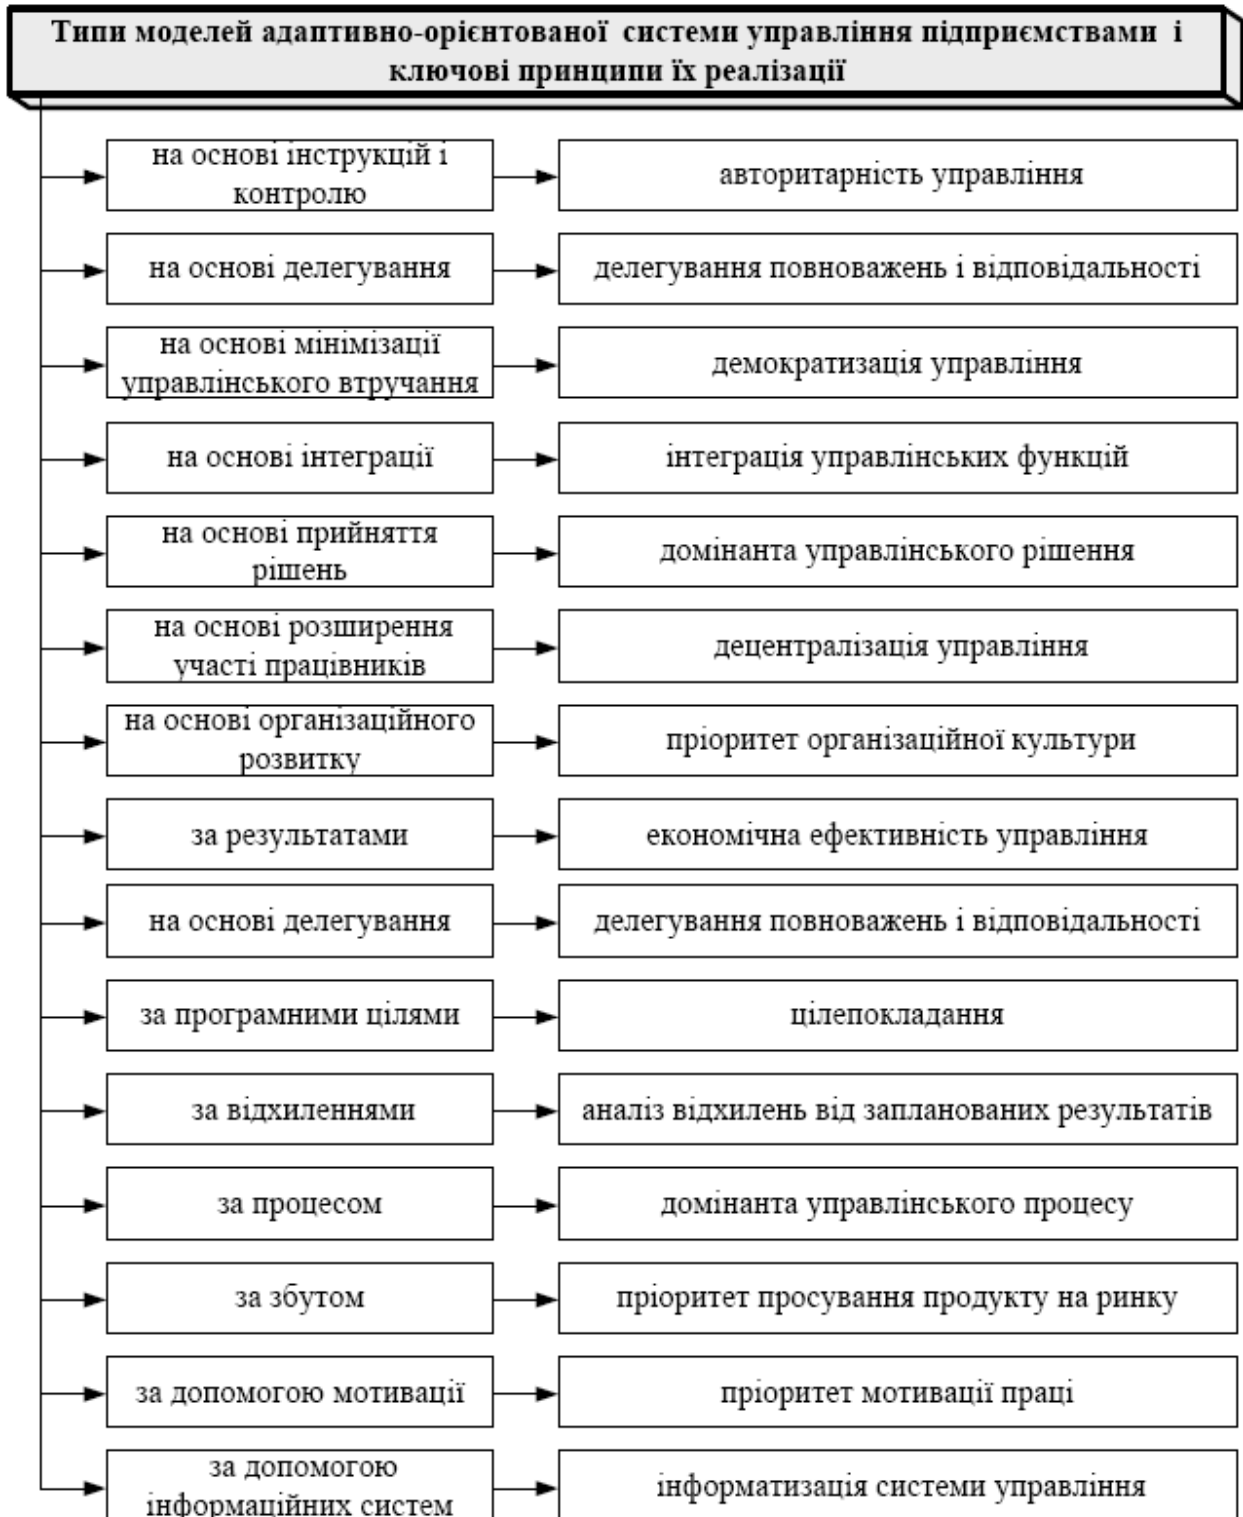 Типи моделей адаптивно-орієнтованої системи управління підприємствами і
ключові принципи їх реалізації
на основі інструкцій і
контролю
авторитарність управління
на основі делегування
делегування повноважень і відповідальності
на основі мінімізації
управлінського втручання
демократизація управління
на основі інтеграції
інтеграція управлінських функцій
на основі прийняття
рішень
домінанта управлінського рішення
на основі розширення
участі працівників
децентралізація управління
на основі організаційного
розвитку
пріоритет організаційної культури
за результатами
економічна ефективність управління
на основі делегування
делегування повноважень і відповідальності
за програмними цілями
цілепокладання
за відхиленнями
аналіз відхилень від запланованих результатів
за процесом
домінанта управлінського процесу
за збутом
пріоритет просування продукту на ринку
за допомогою мотивації
пріоритет мотивації праці
за допомогою
інформаційних систем
інформатизація системи управління